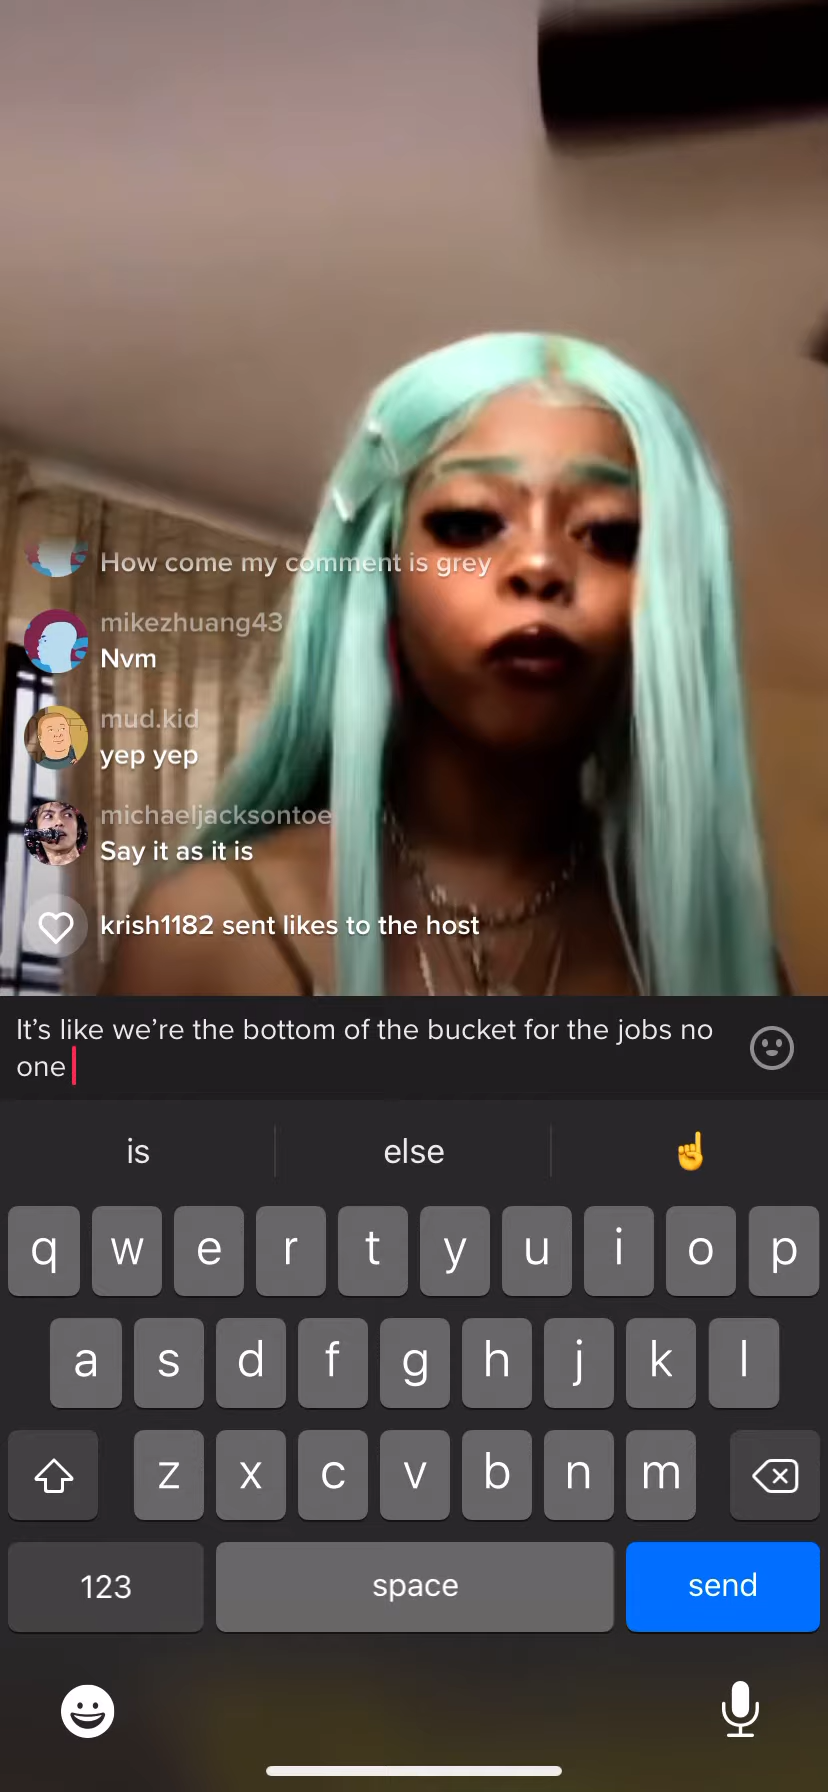 How come my comment is grey
mikezhuang43
Nvm
mud.kid
yep yep
michaeljacksontoe
Say it as it is
krish1182 sent likes to the host
It's like we're the bottom of the bucket for the jobs no
one
is else ☝️
q w e r t y u i o p
a s d f g h j k l
z x c v b n m
123 space send